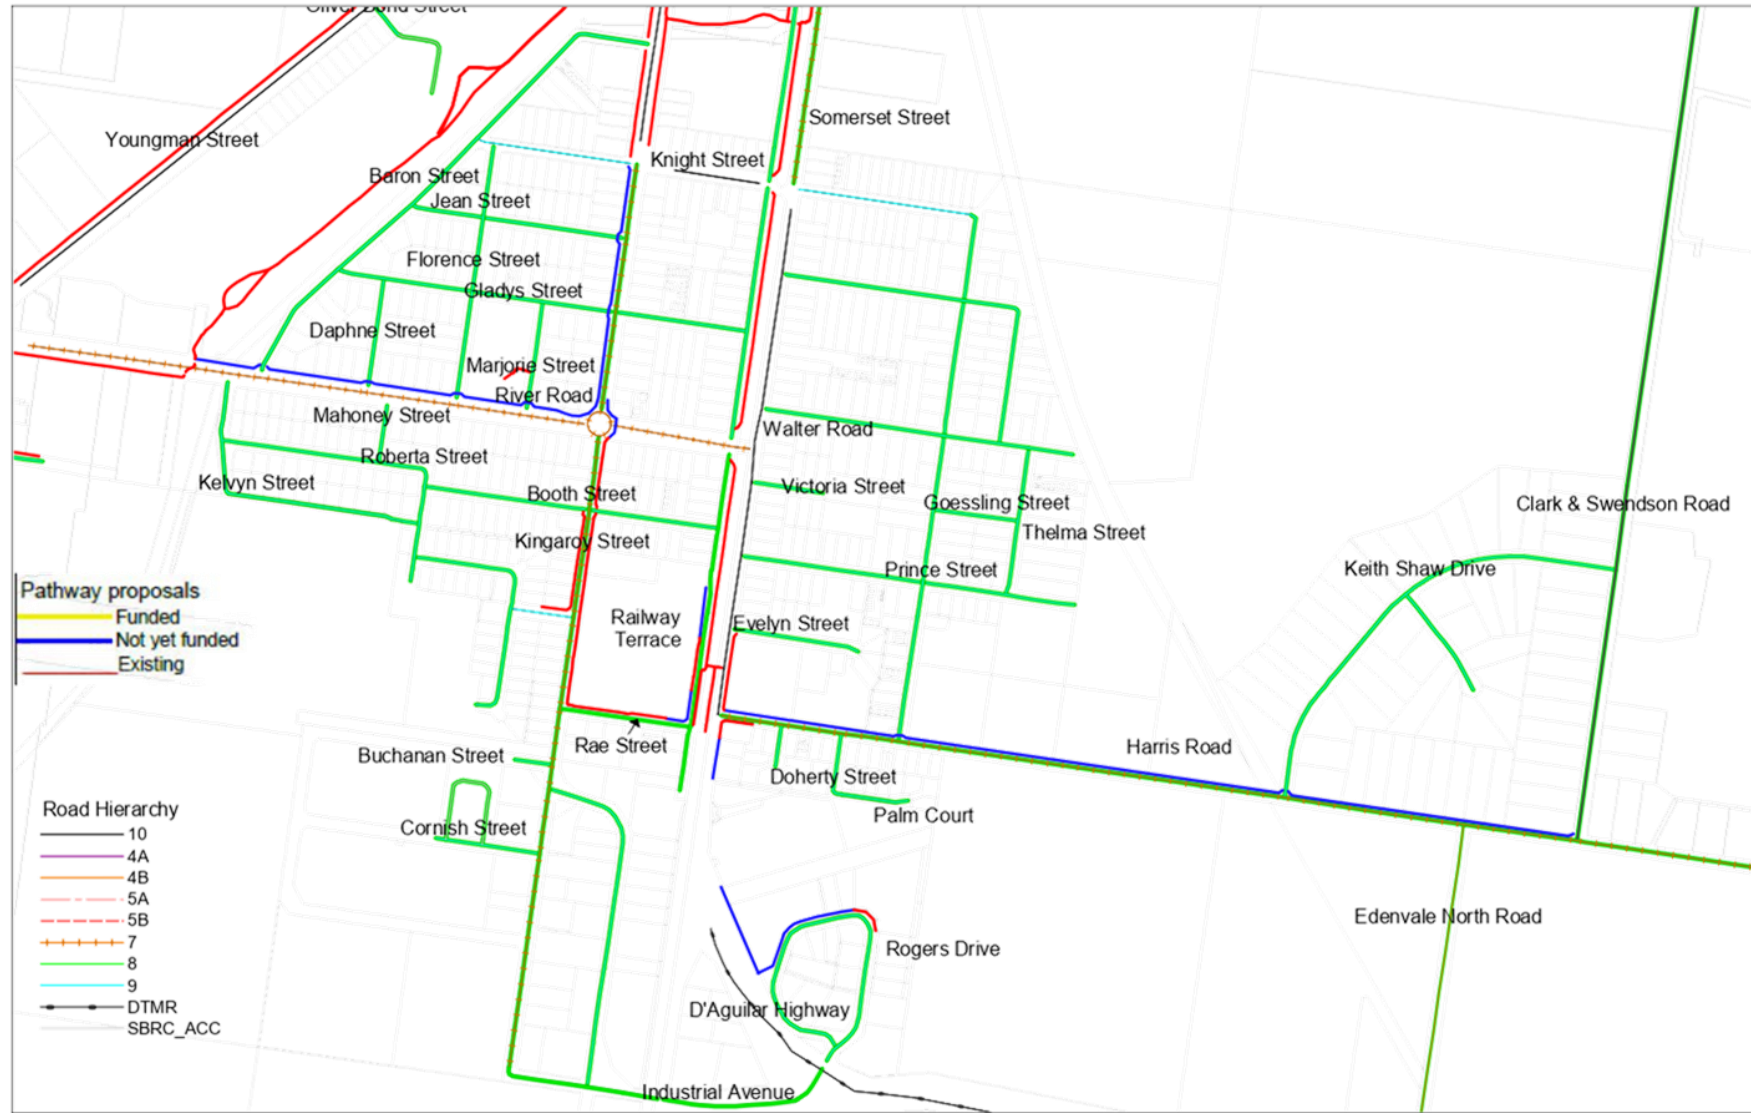 Oliver Bond Street
Somerset Street
Youngman Street
Knight Street
Baron Street
Jean Street
Florence Street
Gladys Street
Daphne Street
Marjorie Street
River Road
Mahoney Street
Walter Road
Roberta Street
Kelvyn Street
Victoria Street
Booth Street
Goessling Street
Clark & Swendson Road
Thelma Street
Kingaroy Street
Prince Street
Keith Shaw Drive
Pathway proposals
Funded
Not yet funded
Existing
Railway
Terrace
Evelyn Street
Rae Street
Harris Road
Buchanan Street
Doherty Street
Palm Court
Cornish Street
Road Hierarchy
10
4A
4B
5A
5B
7
8
9
DTMR
SBRC_ACC
Edenvale North Road
Rogers Drive
D'Aguilar Highway
Industrial Avenue